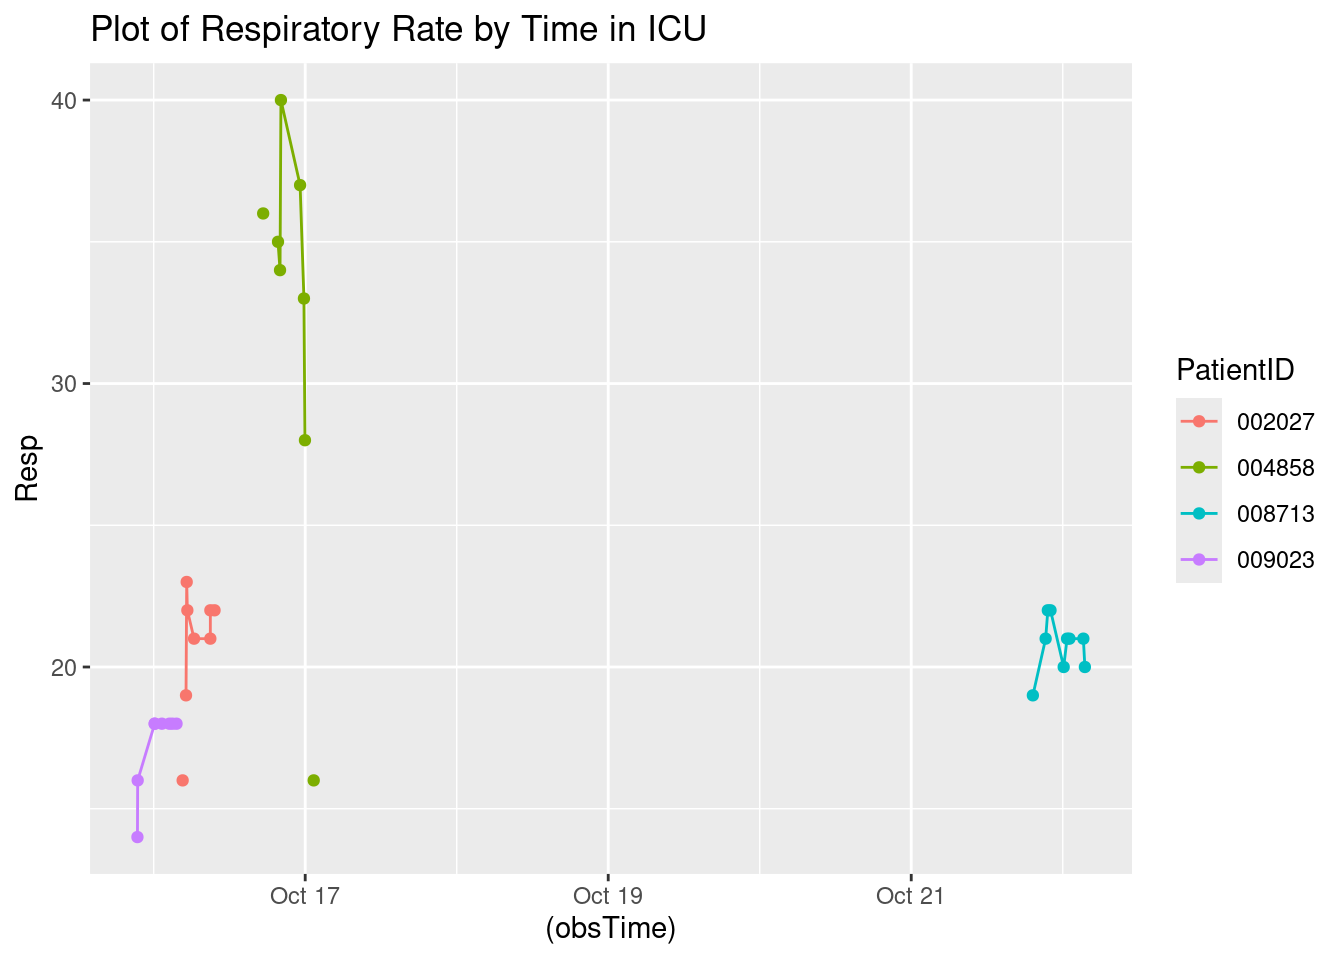 Plot of Respiratory Rate by Time in ICU
40
30
20
Resp
Oct 17
Oct 19
Oct 21
(obsTime)
PatientID
002027
004858
008713
009023